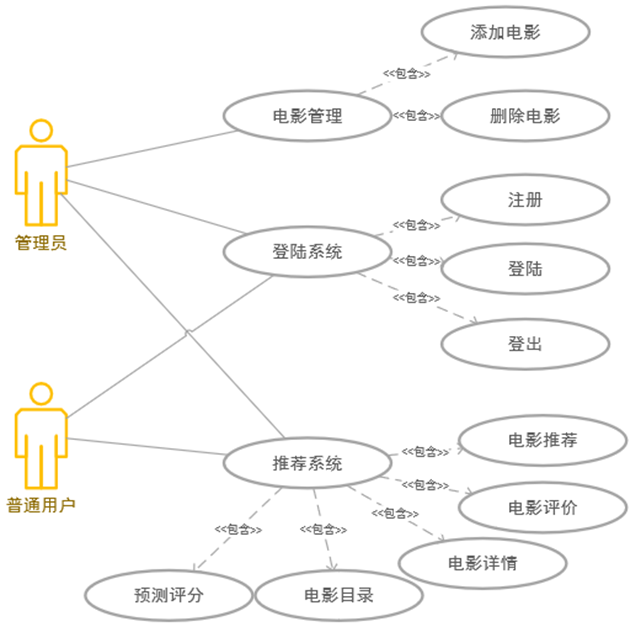 添加电影
<<包含>>
电影管理
<<包含>>
删除电影
管理员
注册
<<包含>>
登陆系统
<<包含>>
登陆
<<包含>>
登出
普通用户
电影推荐
<<包含>>
推荐系统
<<包含>>
电影评价
<<包含>>
<<包含>>
<<包含>>
电影详情
预测评分
电影目录